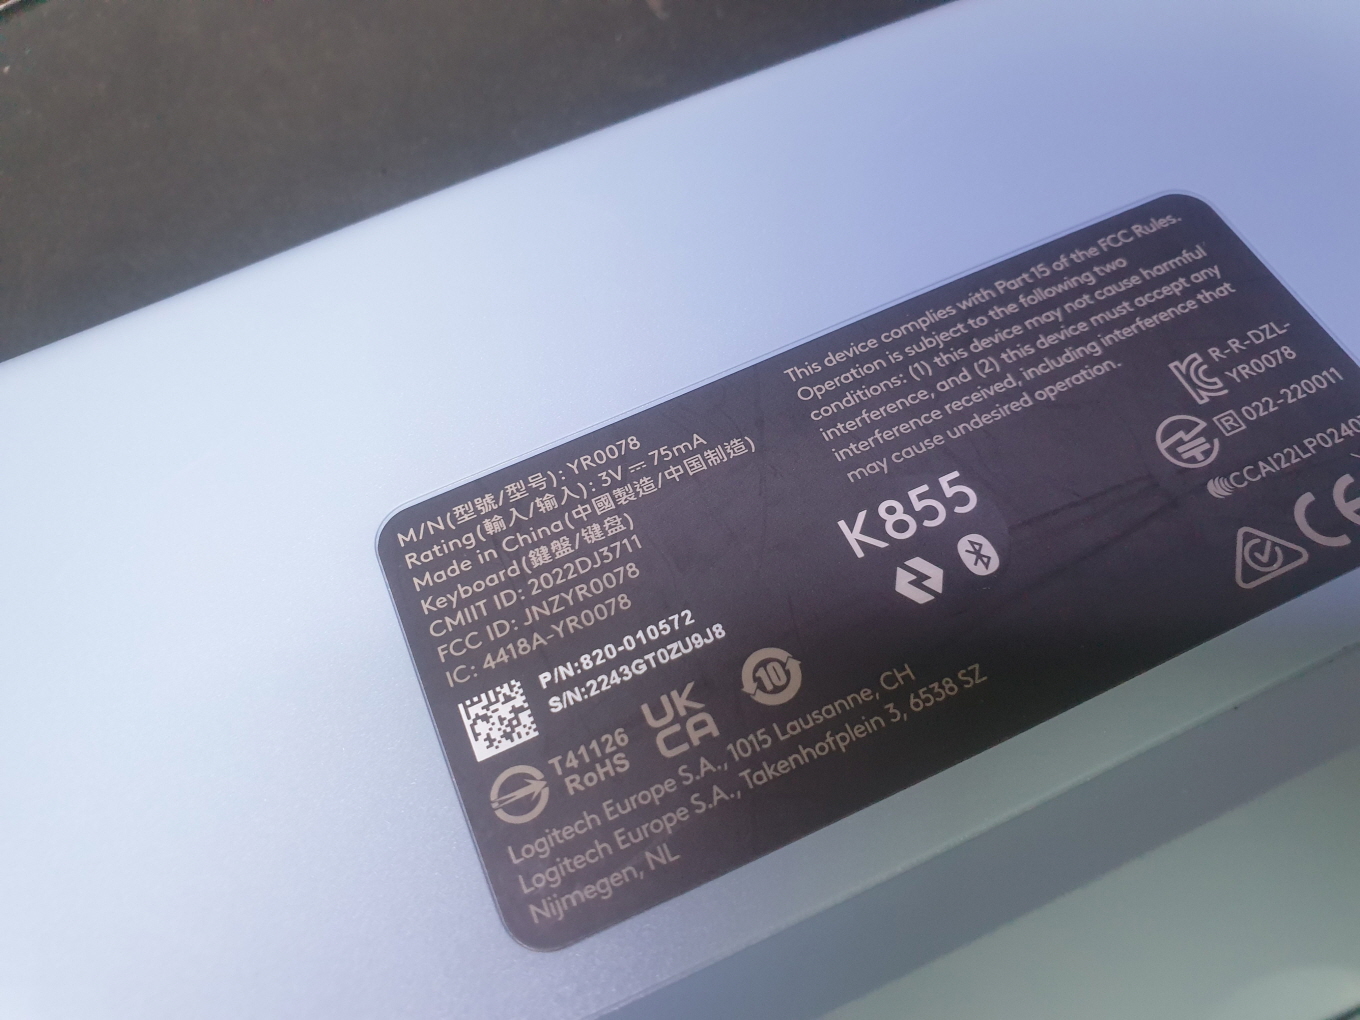 M/N(型號/型号): YR0078
Rating(輸入/输入): 3V ⎓ 75mA
Made in China(中國製造/中国制造)
Keyboard(鍵盤/键盘)
CMIIT ID: 2022DJ3711
FCC ID: JNZYR0078
IC: 4418A-YR0078
P/N:820-010572
S/N:2243GT0ZU9J8
T41126
RoHS
UK
CA
10
Logitech Europe S.A., 1015 Lausanne, CH
Logitech Europe S.A., Takenhofplein 3, 6538 SZ
Nijmegen, NL
This device complies with Part 15 of the FCC Rules.
Operation is subject to the following two
conditions: (1) this device may not cause harmful
interference, and (2) this device must accept any
interference received, including interference that
may cause undesired operation.
K855
R-R-DZL-
YR0078
R 022-220011
CCAI22LP0240
CE